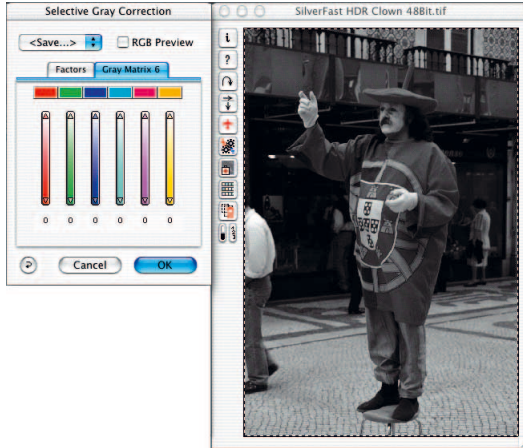 Selective Gray Correction
<Save...>
RGB Preview
Factors
Gray Matrix 6
0 0 0 0 0 0
Cancel
OK
SilverFast HDR Clown 48Bit.tif
i
?